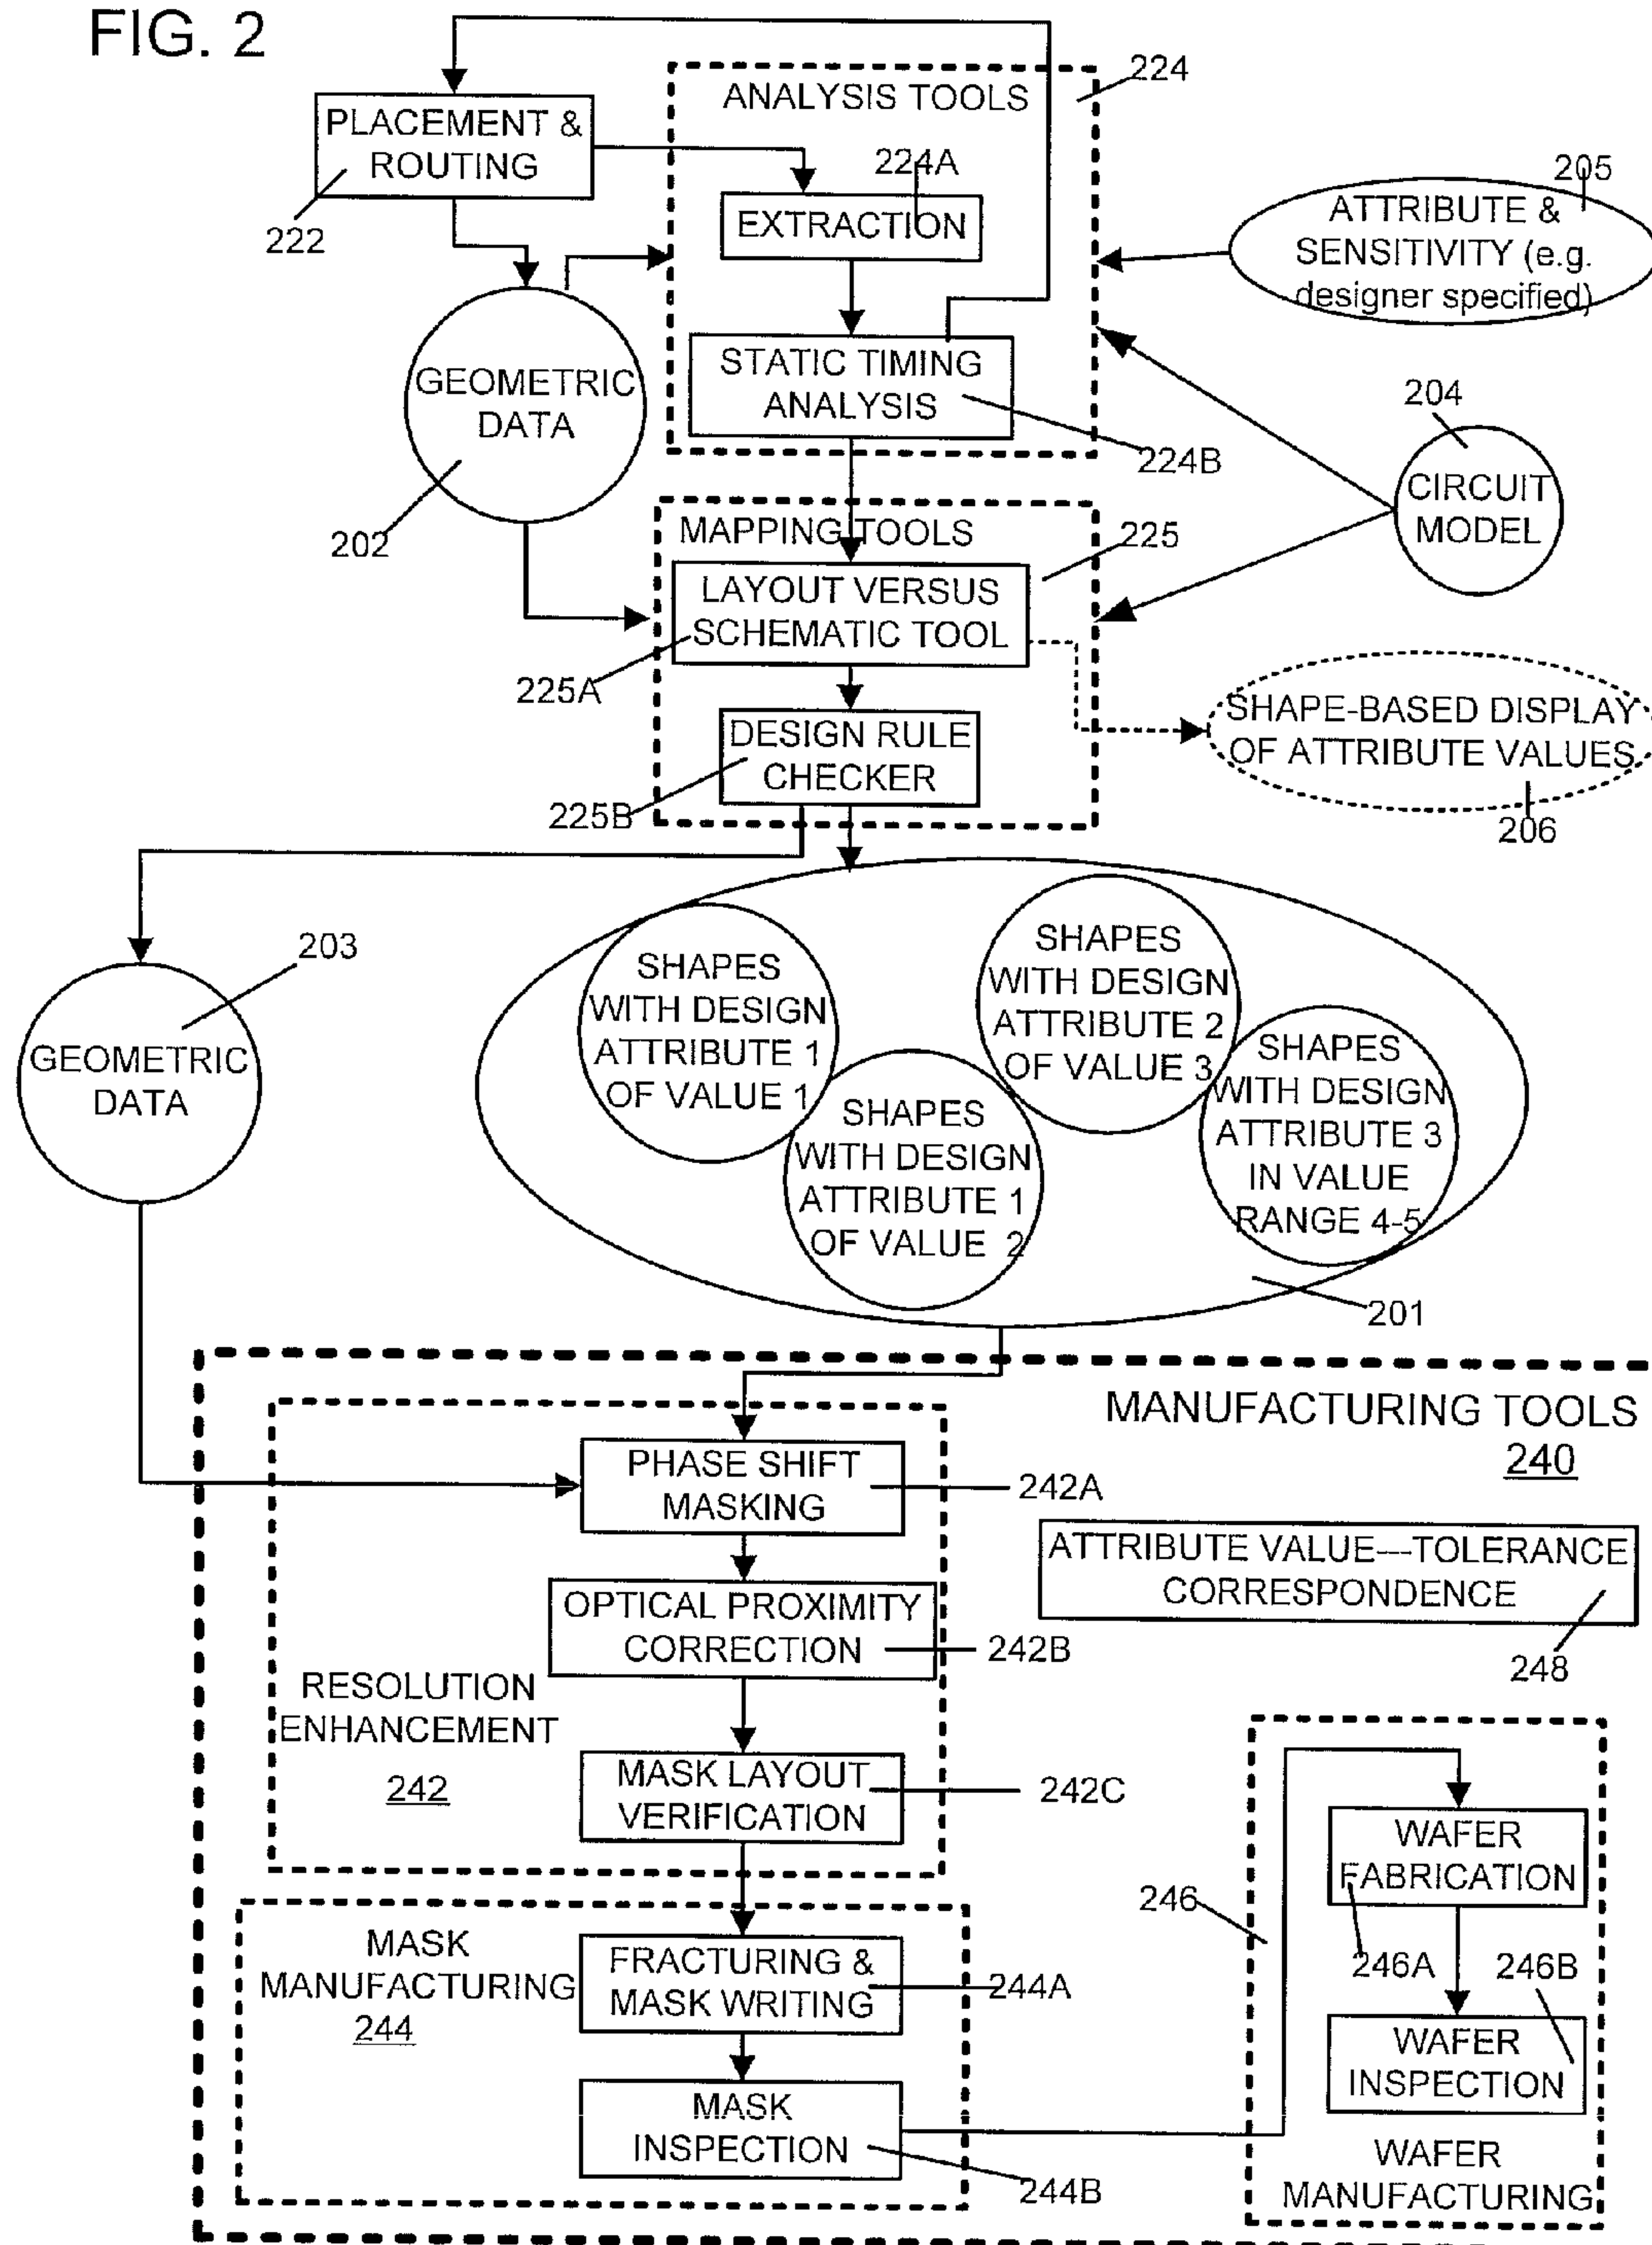 FIG. 2
224
ANALYSIS TOOLS
PLACEMENT &
ROUTING
222
224A
EXTRACTION
205
ATTRIBUTE &
SENSITIVITY (e.g.
designer specified)
GEOMETRIC
DATA
202
STATIC TIMING
ANALYSIS
224B
204
CIRCUIT
MODEL
MAPPING TOOLS
225
LAYOUT VERSUS
SCHEMATIC TOOL
225A
DESIGN RULE
CHECKER
225B
SHAPE-BASED DISPLAY
OF ATTRIBUTE VALUES
206
203
GEOMETRIC
DATA
SHAPES
WITH DESIGN
ATTRIBUTE 1
OF VALUE 1
SHAPES
WITH DESIGN
ATTRIBUTE 1
OF VALUE 2
SHAPES
WITH DESIGN
ATTRIBUTE 2
OF VALUE 3
SHAPES
WITH DESIGN
ATTRIBUTE 3
IN VALUE
RANGE 4-5
201
MANUFACTURING TOOLS
240
PHASE SHIFT
MASKING
242A
ATTRIBUTE VALUE---TOLERANCE
CORRESPONDENCE
248
OPTICAL PROXIMITY
CORRECTION
242B
RESOLUTION
ENHANCEMENT
242
MASK LAYOUT
VERIFICATION
242C
MASK
MANUFACTURING
244
FRACTURING &
MASK WRITING
244A
MASK
INSPECTION
244B
246
WAFER
FABRICATION
246A
246B
WAFER
INSPECTION
WAFER
MANUFACTURING